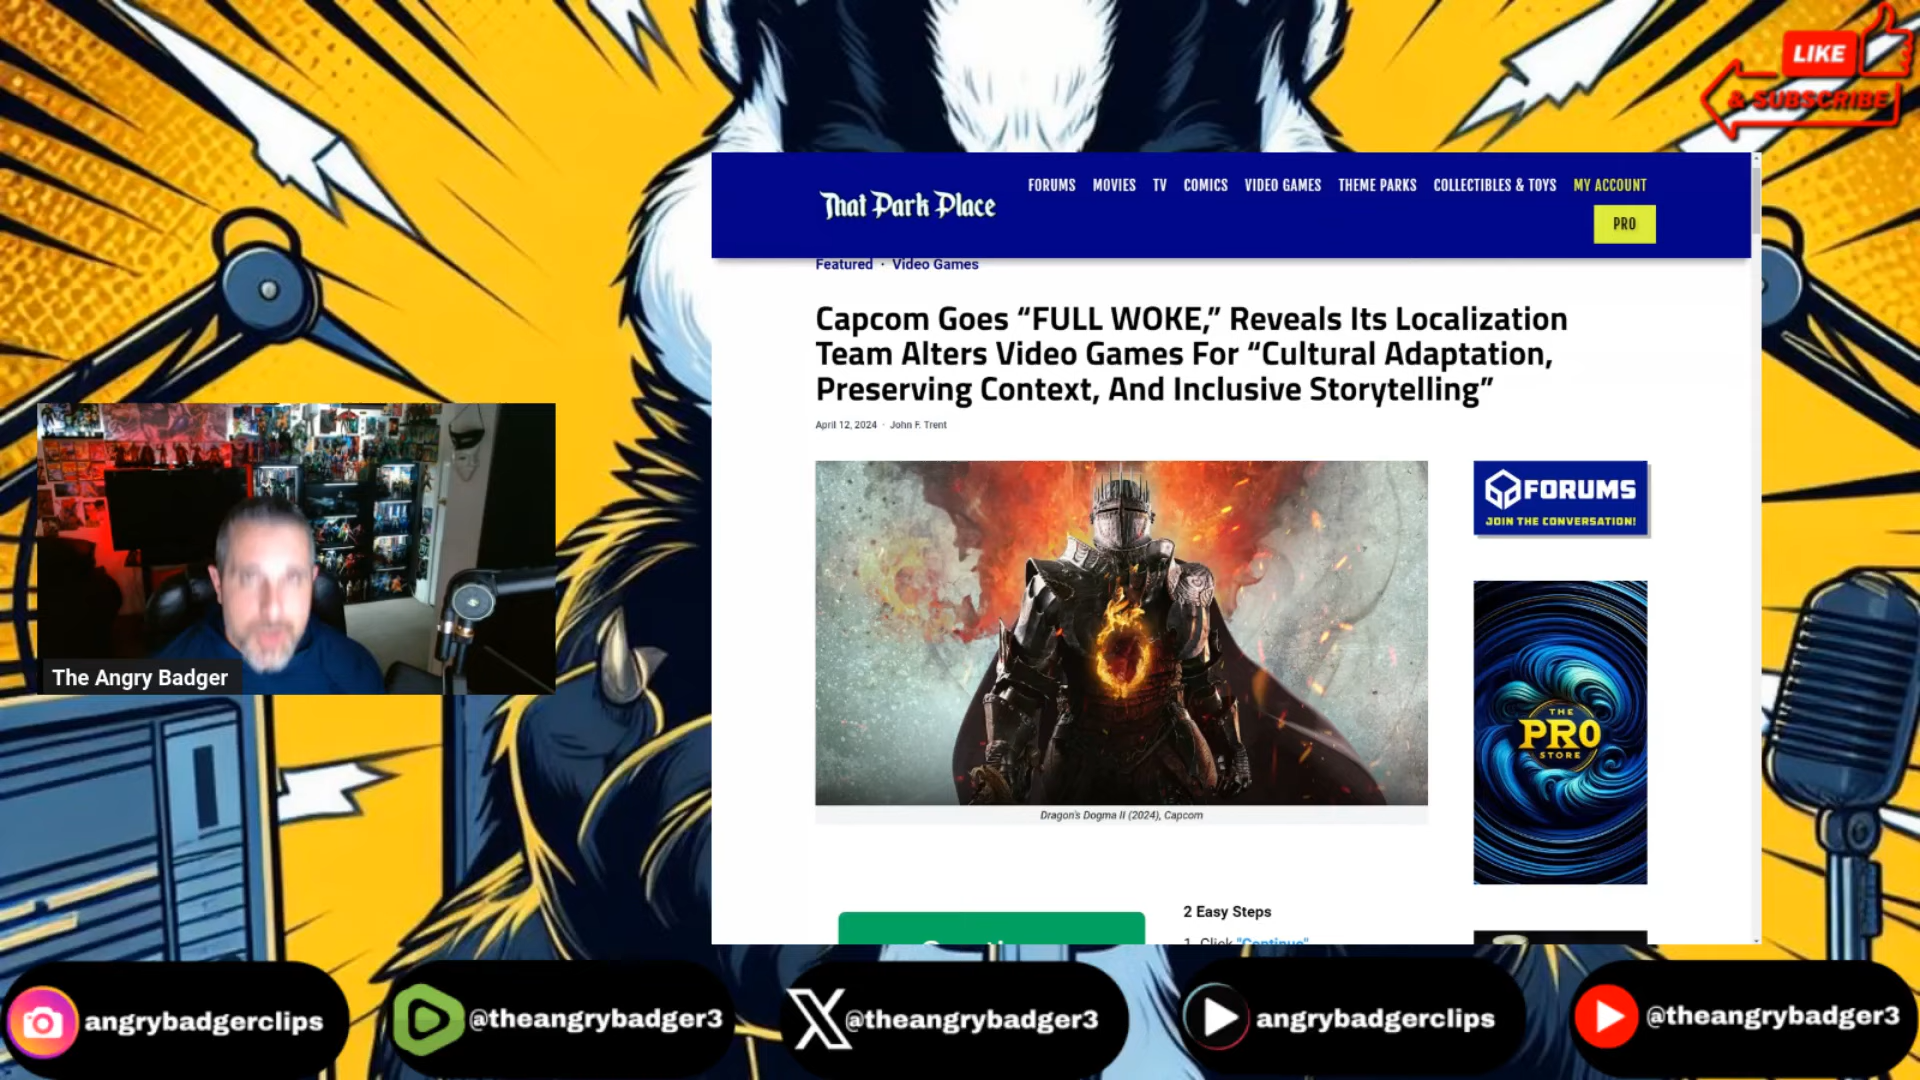 LIKE
& SUBSCRIBE
That Park Place
FORUMS MOVIES TV COMICS VIDEO GAMES THEME PARKS COLLECTIBLES & TOYS MY ACCOUNT
PRO
Featured · Video Games
Capcom Goes “FULL WOKE,” Reveals Its Localization
Team Alters Video Games For “Cultural Adaptation,
Preserving Context, And Inclusive Storytelling”
April 12, 2024 · John F. Trent
FORUMS
JOIN THE CONVERSATION!
THE
PRO
STORE
Dragon's Dogma II (2024), Capcom
The Angry Badger
2 Easy Steps
1. Click "Continue"
angrybadgerclips
@theangrybadger3
@theangrybadger3
angrybadgerclips
@theangrybadger3